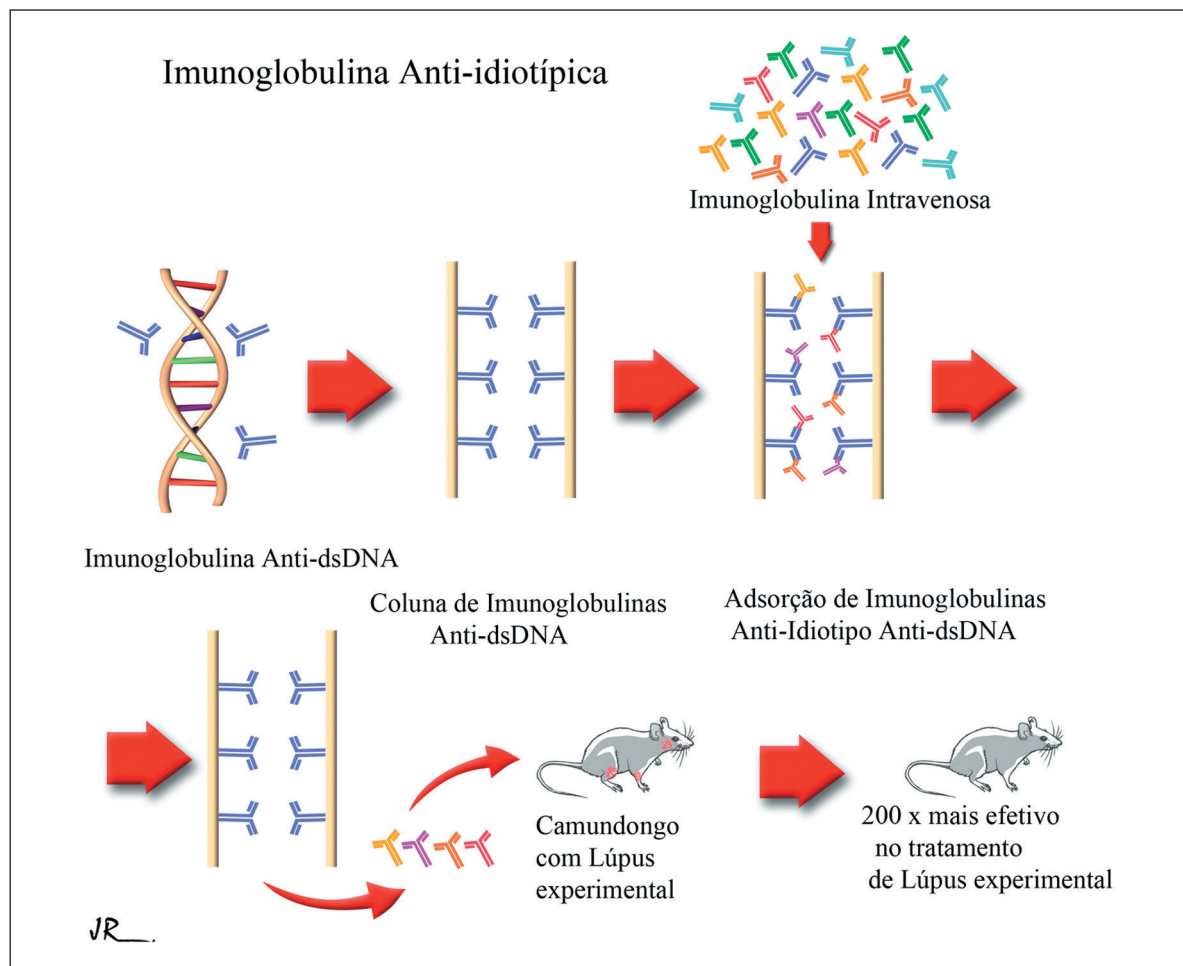 Imunoglobulina Anti-idiotípica
Imunoglobulina Intravenosa
Imunoglobulina Anti-dsDNA
Coluna de Imunoglobulinas
Anti-dsDNA
Adsorção de Imunoglobulinas
Anti-Idiotipo Anti-dsDNA
Camundongo
com Lúpus
experimental
200 x mais efetivo
no tratamento
de Lúpus experimental
JR